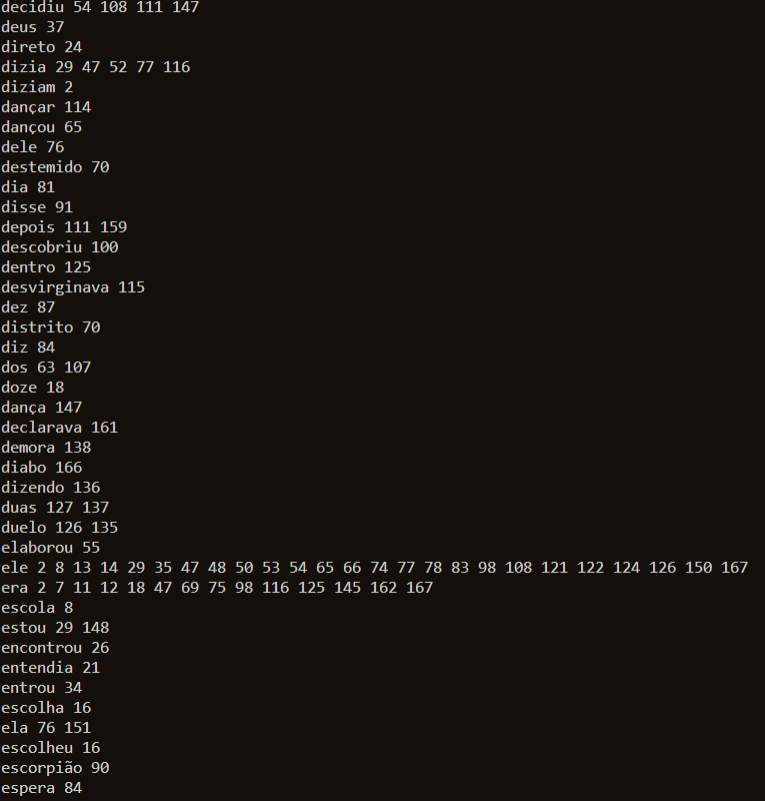 decidiu 54 108 111 147
deus 37
direto 24
dizia 29 47 52 77 116
diziam 2
dançar 114
dançou 65
dele 76
destemido 70
dia 81
disse 91
depois 111 159
descobriu 100
dentro 125
desvirginava 115
dez 87
distrito 70
diz 84
dos 63 107
doze 18
dança 147
declarava 161
demora 138
diabo 166
dizendo 136
duas 127 137
duelo 126 135
elaborou 55
ele 2 8 13 14 29 35 47 48 50 53 54 65 66 74 77 78 83 98 108 121 122 124 126 150 167
era 2 7 11 12 18 47 69 75 98 116 125 145 162 167
escola 8
estou 29 148
encontrou 26
entendia 21
entrou 34
escolha 16
ela 76 151
escolheu 16
escorpião 90
espera 84